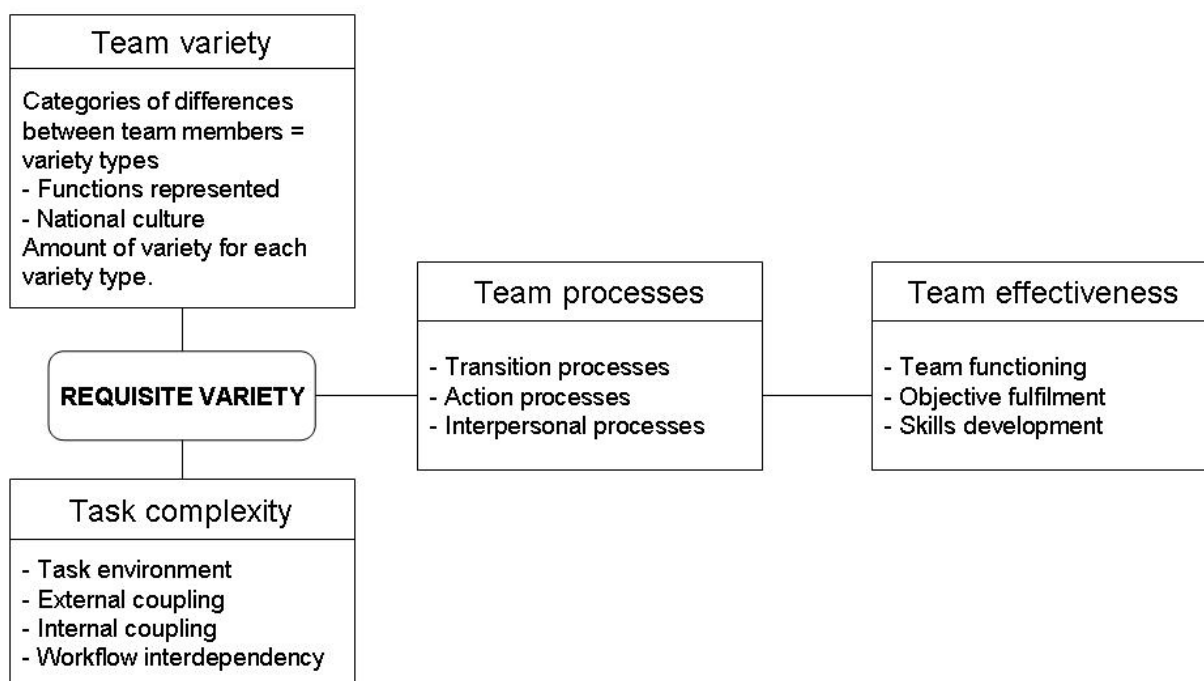 Team variety
Categories of differences
between team members =
variety types
- Functions represented
- National culture
Amount of variety for each
variety type.
REQUISITE VARIETY
Task complexity
- Task environment
- External coupling
- Internal coupling
- Workflow interdependency
Team processes
- Transition processes
- Action processes
- Interpersonal processes
Team effectiveness
- Team functioning
- Objective fulfilment
- Skills development